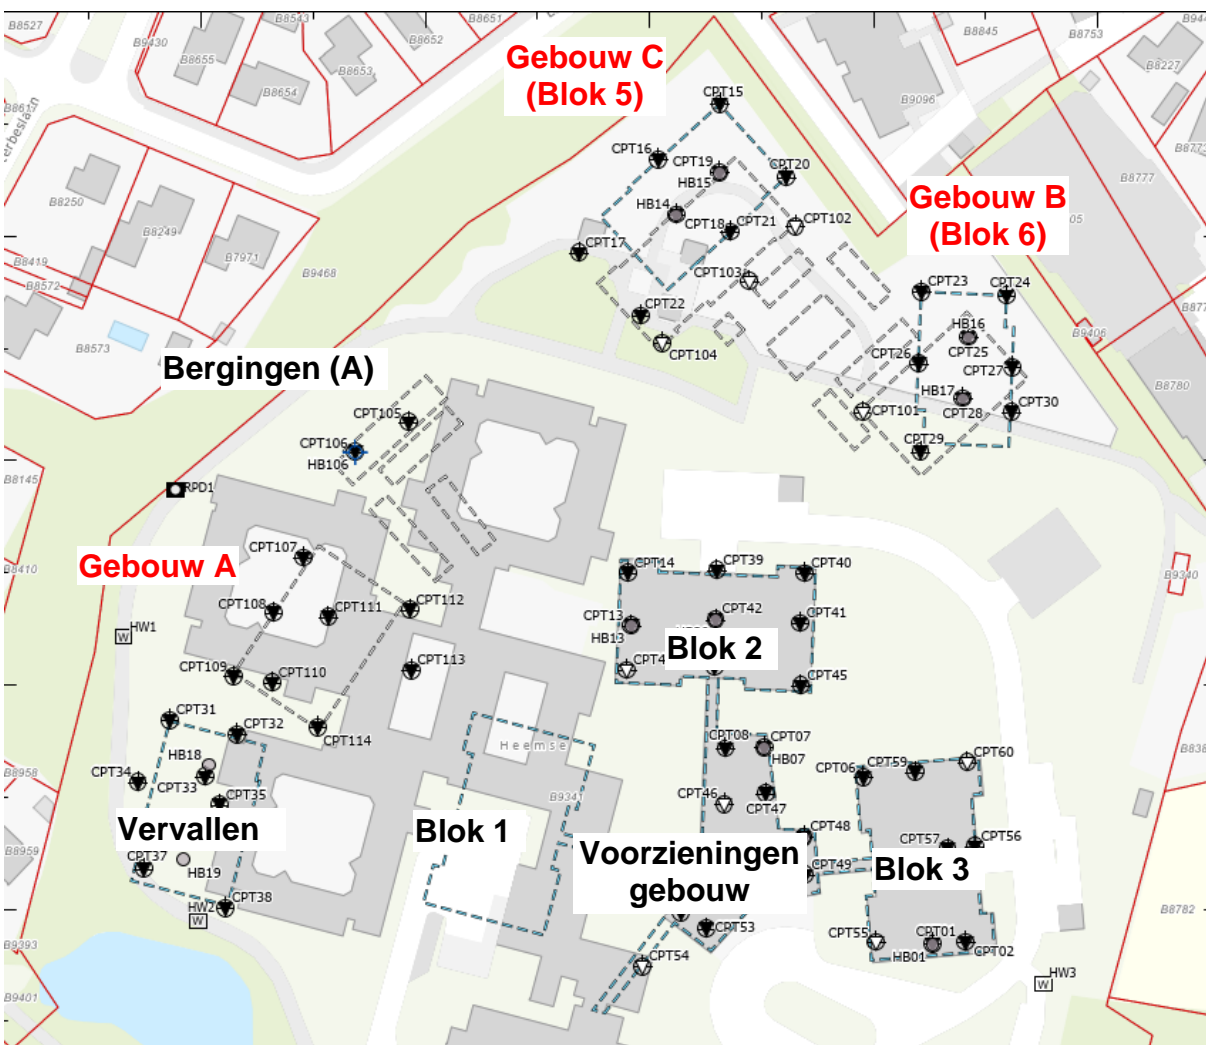 B8527
B9430
B8543
B8651
B8652
B8655
B8653
B8654
B8845
B8753
B8227
B9096
B8777
Gebouw C
(Blok 5)
CPT15
CPT16
CPT19
HB15
CPT20
HB14
CPT18
CPT21
CPT102
CPT17
CPT103
CPT22
CPT104
Gebouw B
(Blok 6)
CPT23
CPT24
HB16
CPT25
CPT26
CPT27
HB17
CPT28
CPT101
CPT30
CPT29
B8250
B8249
B7971
B8419
B8572
B9468
B8573
B9406
B8780
Bergingen (A)
CPT105
CPT106
HB106
B8145
RPD1
Gebouw A
B8410
CPT107
CPT108
CPT111
CPT112
HW1
CPT109
CPT110
CPT113
CPT114
CPT14
CPT39
CPT40
CPT13
HB13
CPT42
CPT41
Blok 2
CPT45
B9340
CPT31
CPT32
HB18
CPT34
CPT33
CPT35
Vervallen
CPT37
HB19
HW2
CPT38
B8958
B8959
B9393
B9401
Heemse
B9341
Blok 1
CPT08
CPT07
HB07
CPT46
CPT47
CPT48
CPT49
Voorzieningen
gebouw
CPT53
CPT54
CPT06
CPT59
CPT60
CPT57
CPT56
Blok 3
CPT55
CPT01
HB01
CPT02
HW3
B8782